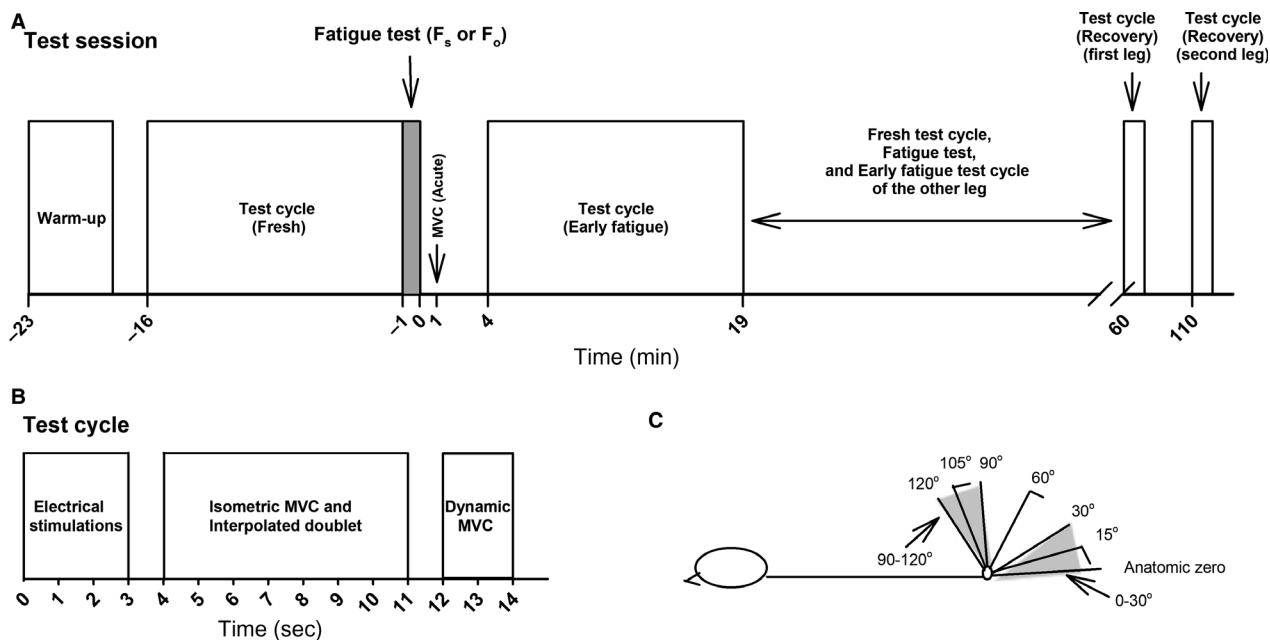 A
Test session
Fatigue test (Fs or Fo)
Test cycle
(Recovery)
(first leg)
Test cycle
(Recovery)
(second leg)
Warm-up
Test cycle
(Fresh)
MVC (Acute)
Test cycle
(Early fatigue)
Fresh test cycle,
Fatigue test,
and Early fatigue test cycle
of the other leg
−23
−16
−1
0
1
4
19
60
110
Time (min)
B
Test cycle
Electrical
stimulations
Isometric MVC and
Interpolated doublet
Dynamic
MVC
0
1
2
3
4
5
6
7
8
9
10
11
12
13
14
Time (sec)
C
120°
105°
90°
60°
30°
15°
90-120°
Anatomic zero
0-30°